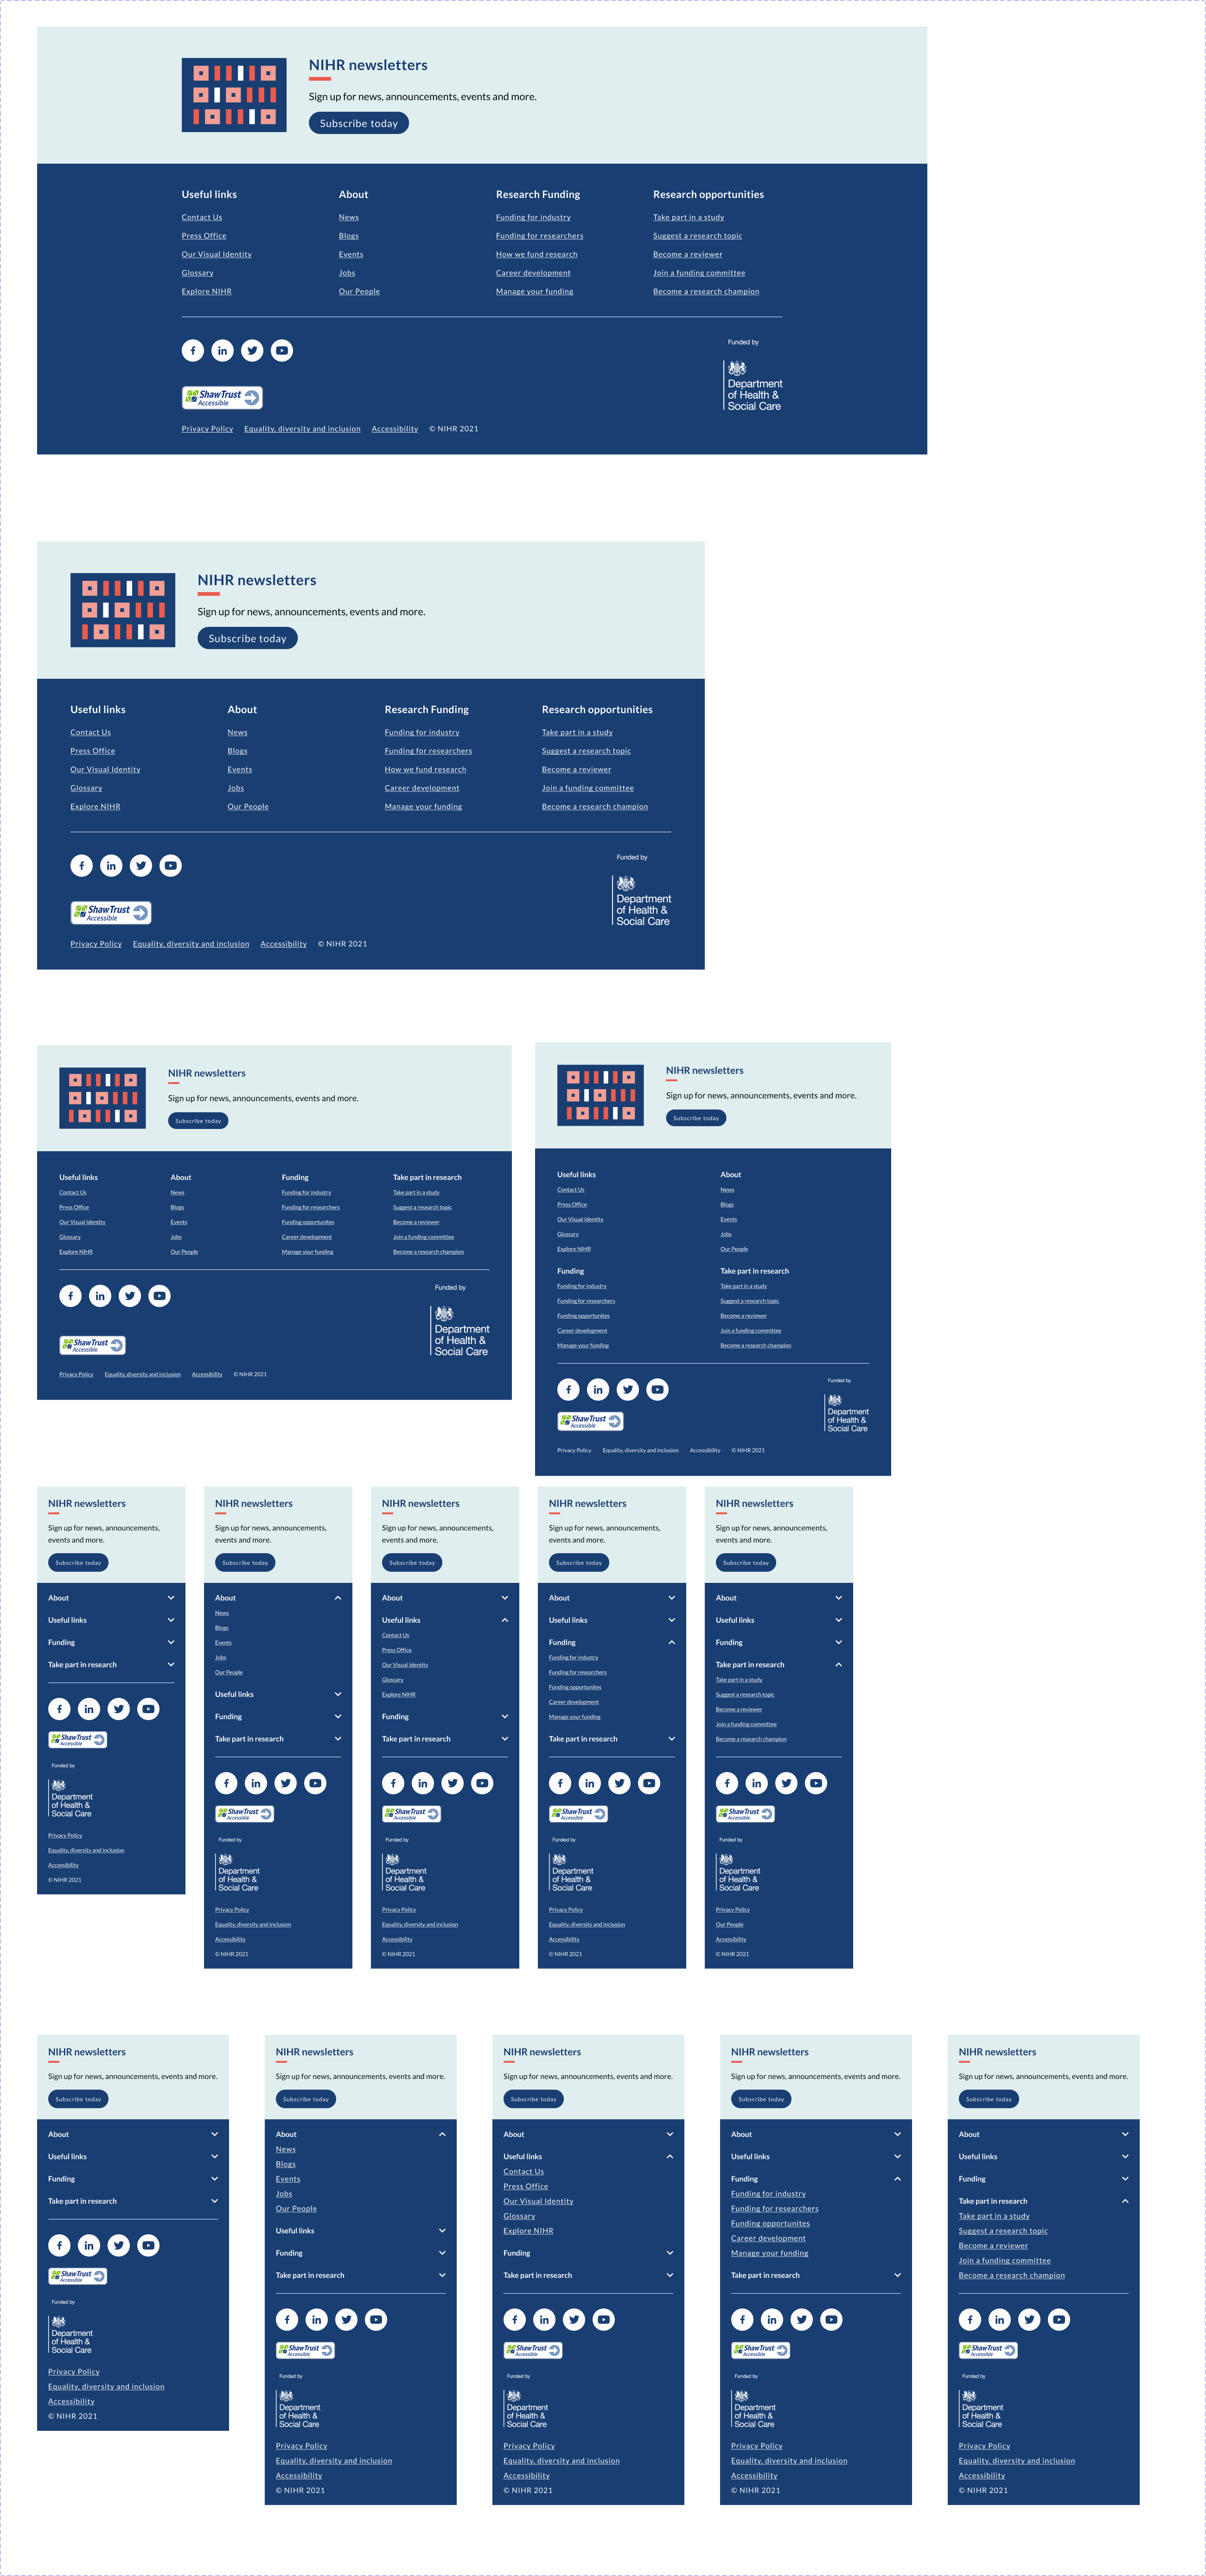 NIHR newsletters
Sign up for news, announcements, events and more.
Subscribe today
Useful links About Research Funding Research opportunities
Contact Us News Funding for industry Take part in a study
Press Office Blogs Funding for researchers Suggest a research topic
Our Visual Identity Events How we fund research Become a reviewer
Glossary Jobs Career development Join a funding committee
Explore NIHR Our People Manage your funding Become a research champion
Funded by
Department
of Health &
Social Care
ShawTrust
Accessible
Privacy Policy Equality, diversity and inclusion Accessibility © NIHR 2021
NIHR newsletters
Sign up for news, announcements, events and more.
Subscribe today
Useful links About Research Funding Research opportunities
Contact Us News Funding for industry Take part in a study
Press Office Blogs Funding for researchers Suggest a research topic
Our Visual Identity Events How we fund research Become a reviewer
Glossary Jobs Career development Join a funding committee
Explore NIHR Our People Manage your funding Become a research champion
Funded by
Department
of Health &
Social Care
ShawTrust
Accessible
Privacy Policy Equality, diversity and inclusion Accessibility © NIHR 2021
NIHR newsletters
Sign up for news, announcements, events and more.
Subscribe today
Useful links About Funding Take part in research
Contact Us News Funding for industry Take part in a study
Press Office Blogs Funding for researchers Suggest a research topic
Our Visual Identity Events Funding opportunites Become a reviewer
Glossary Jobs Career development Join a funding committee
Explore NIHR Our People Manage your funding Become a research champion
Funded by
Department
of Health &
Social Care
ShawTrust
Accessible
Privacy Policy Equality, diversity and inclusion Accessibility © NIHR 2021
NIHR newsletters
Sign up for news, announcements, events and more.
Subscribe today
Useful links About
Contact Us News
Press Office Blogs
Our Visual Identity Events
Glossary Jobs
Explore NIHR Our People
Funding Take part in research
Funding for industry Take part in a study
Funding for researchers Suggest a research topic
Funding opportunites Become a reviewer
Career development Join a funding committee
Manage your funding Become a research champion
Funded by
Department
of Health &
Social Care
ShawTrust
Accessible
Privacy Policy Equality, diversity and inclusion Accessibility © NIHR 2021
NIHR newsletters
Sign up for news, announcements,
events and more.
Subscribe today
About
Useful links
Funding
Take part in research
ShawTrust
Accessible
Funded by
Department
of Health &
Social Care
Privacy Policy
Equality, diversity and inclusion
Accessibility
© NIHR 2021
NIHR newsletters
Sign up for news, announcements,
events and more.
Subscribe today
About
News
Blogs
Events
Jobs
Our People
Useful links
Funding
Take part in research
ShawTrust
Accessible
Funded by
Department
of Health &
Social Care
Privacy Policy
Equality, diversity and inclusion
Accessibility
© NIHR 2021
NIHR newsletters
Sign up for news, announcements,
events and more.
Subscribe today
About
Useful links
Contact Us
Press Office
Our Visual Identity
Glossary
Explore NIHR
Funding
Take part in research
ShawTrust
Accessible
Funded by
Department
of Health &
Social Care
Privacy Policy
Equality, diversity and inclusion
Accessibility
© NIHR 2021
NIHR newsletters
Sign up for news, announcements,
events and more.
Subscribe today
About
Useful links
Funding
Funding for industry
Funding for researchers
Funding opportunites
Career development
Manage your funding
Take part in research
ShawTrust
Accessible
Funded by
Department
of Health &
Social Care
Privacy Policy
Equality, diversity and inclusion
Accessibility
© NIHR 2021
NIHR newsletters
Sign up for news, announcements,
events and more.
Subscribe today
About
Useful links
Funding
Take part in research
Take part in a study
Suggest a research topic
Become a reviewer
Join a funding committee
Become a research champion
ShawTrust
Accessible
Funded by
Department
of Health &
Social Care
Privacy Policy
Our People
Accessibility
© NIHR 2021
NIHR newsletters
Sign up for news, announcements, events and more.
Subscribe today
About
Useful links
Funding
Take part in research
ShawTrust
Accessible
Funded by
Department
of Health &
Social Care
Privacy Policy
Equality, diversity and inclusion
Accessibility
© NIHR 2021
NIHR newsletters
Sign up for news, announcements, events and more.
Subscribe today
About
News
Blogs
Events
Jobs
Our People
Useful links
Funding
Take part in research
ShawTrust
Accessible
Funded by
Department
of Health &
Social Care
Privacy Policy
Equality, diversity and inclusion
Accessibility
© NIHR 2021
NIHR newsletters
Sign up for news, announcements, events and more.
Subscribe today
About
Useful links
Contact Us
Press Office
Our Visual Identity
Glossary
Explore NIHR
Funding
Take part in research
ShawTrust
Accessible
Funded by
Department
of Health &
Social Care
Privacy Policy
Equality, diversity and inclusion
Accessibility
© NIHR 2021
NIHR newsletters
Sign up for news, announcements, events and more.
Subscribe today
About
Useful links
Funding
Funding for industry
Funding for researchers
Funding opportunites
Career development
Manage your funding
Take part in research
ShawTrust
Accessible
Funded by
Department
of Health &
Social Care
Privacy Policy
Equality, diversity and inclusion
Accessibility
© NIHR 2021
NIHR newsletters
Sign up for news, announcements, events and more.
Subscribe today
About
Useful links
Funding
Take part in research
Take part in a study
Suggest a research topic
Become a reviewer
Join a funding committee
Become a research champion
ShawTrust
Accessible
Funded by
Department
of Health &
Social Care
Privacy Policy
Equality, diversity and inclusion
Accessibility
© NIHR 2021